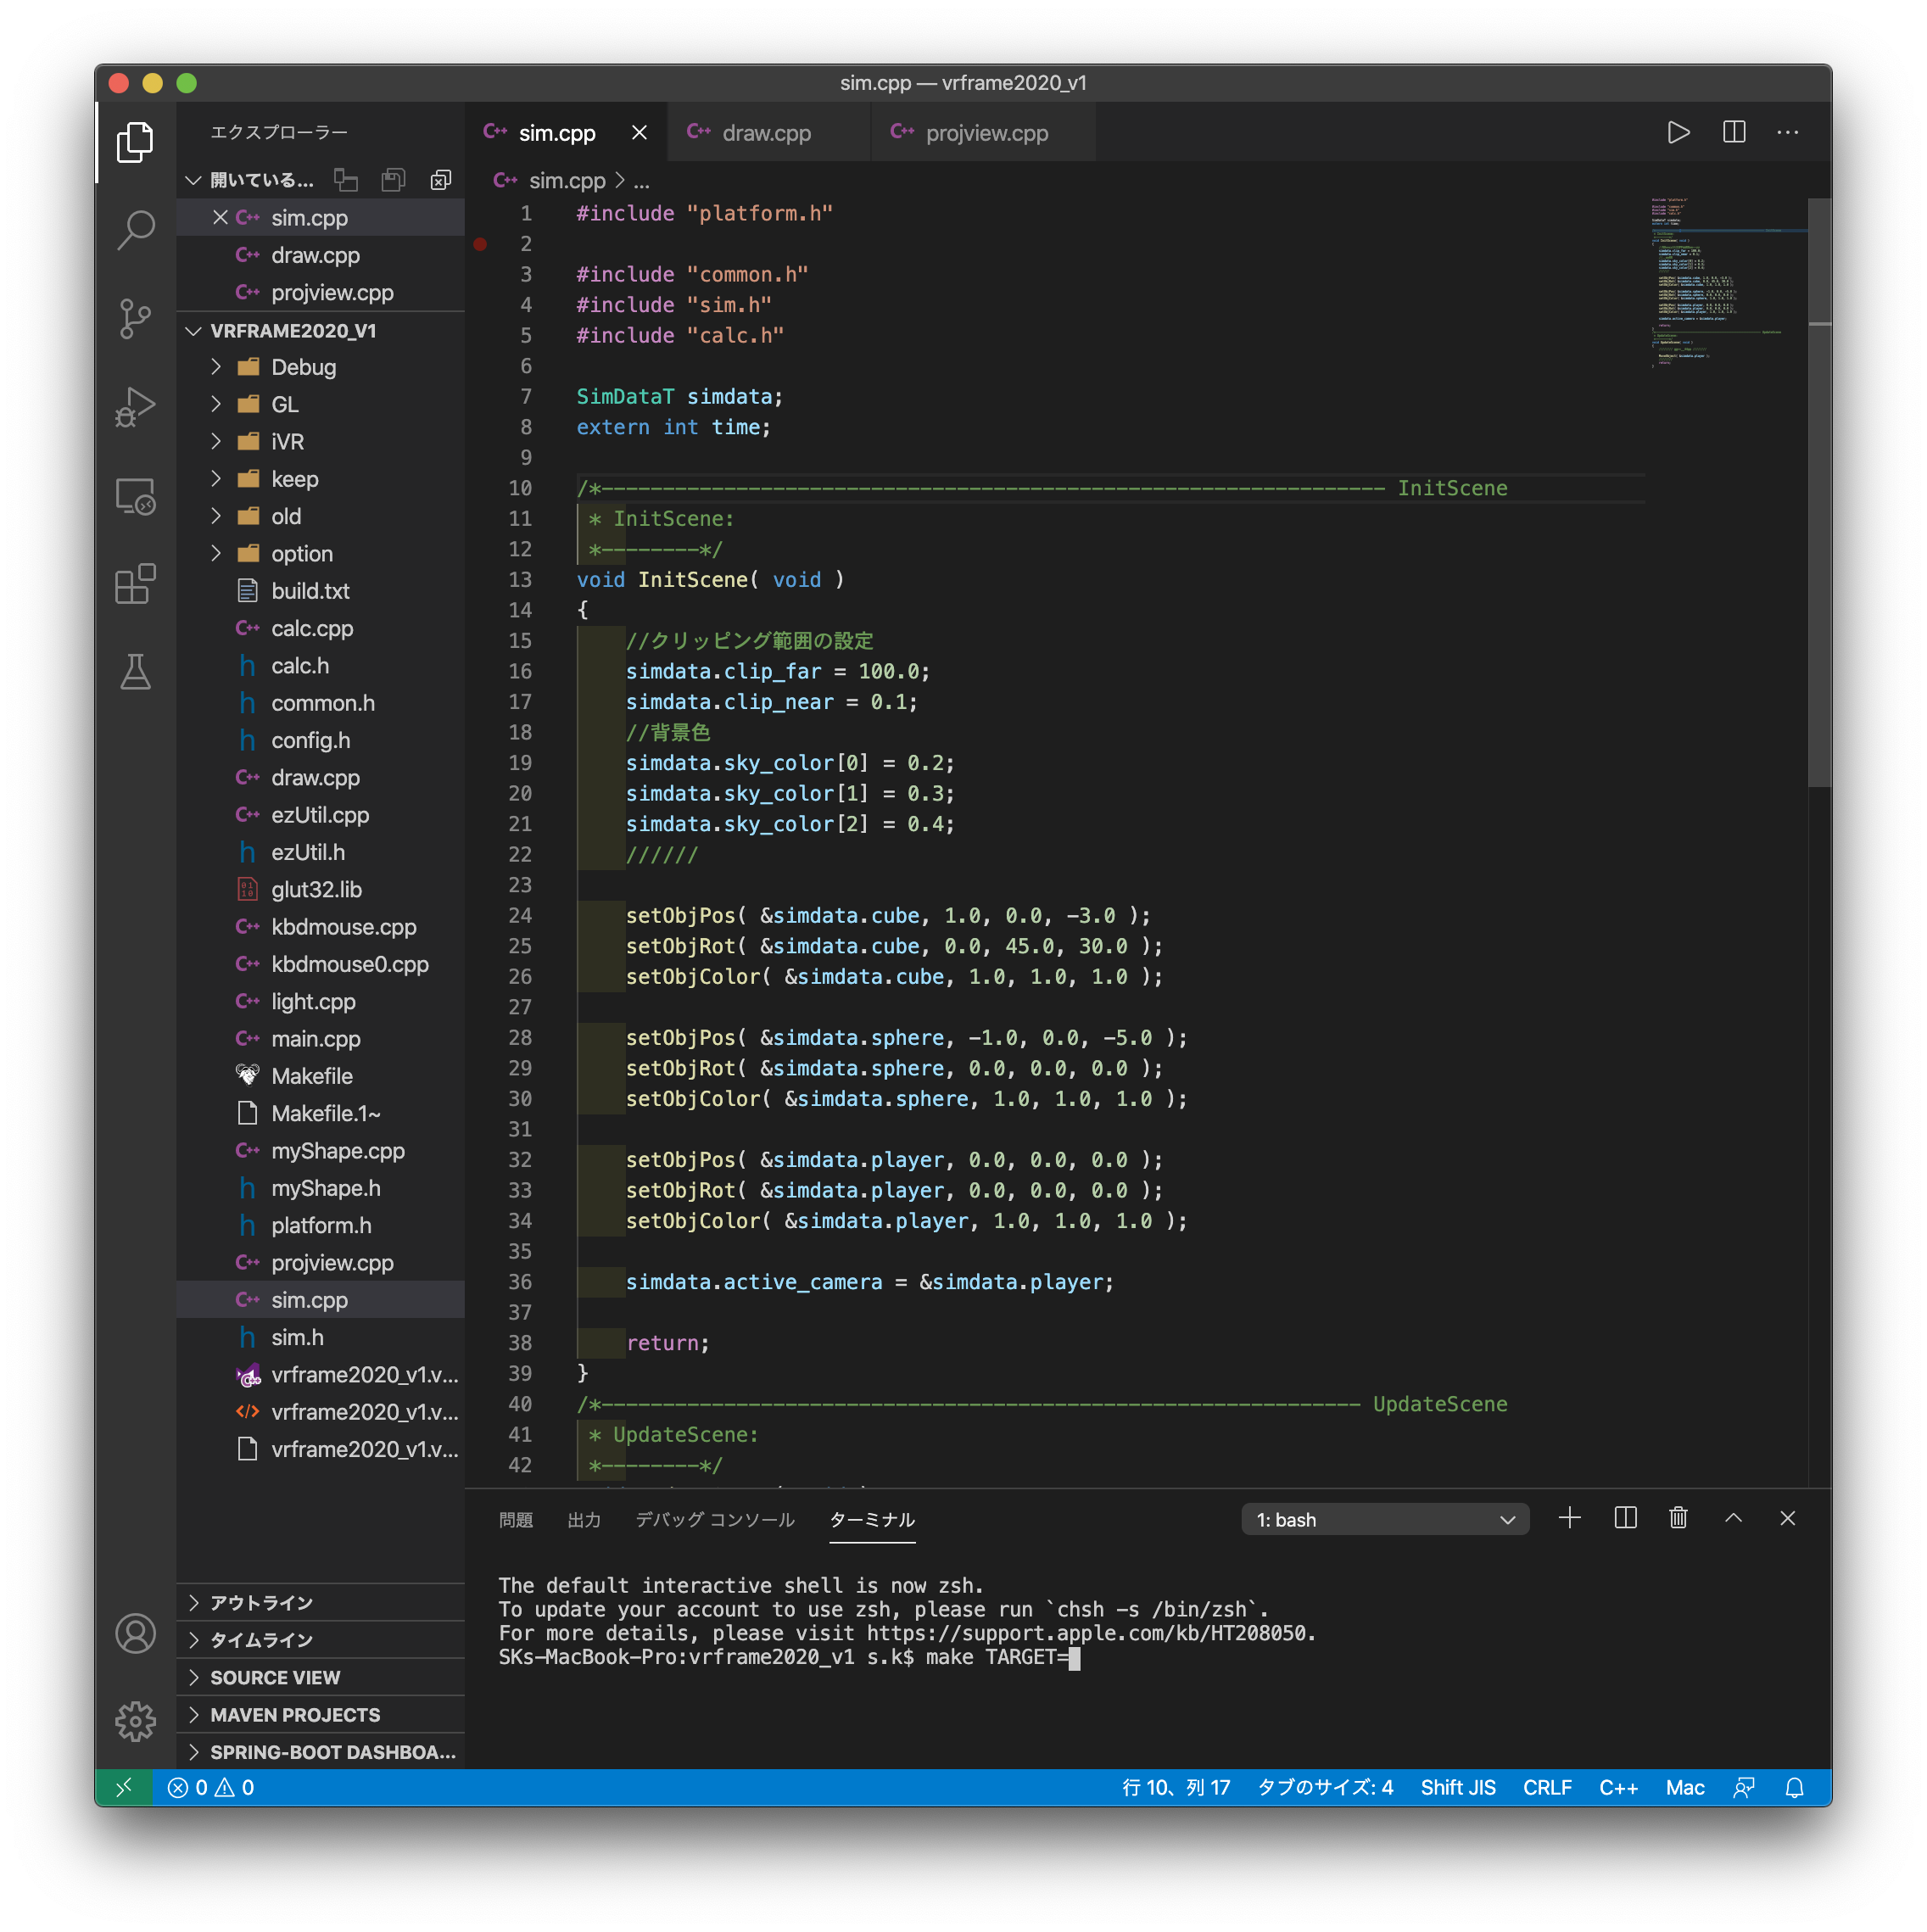 sim.cpp — vrframe2020_v1
エクスプローラー
開いている...
sim.cpp
draw.cpp
projview.cpp
VRFRAME2020_V1
Debug
GL
iVR
keep
old
option
build.txt
calc.cpp
calc.h
common.h
config.h
draw.cpp
ezUtil.cpp
ezUtil.h
glut32.lib
kbdmouse.cpp
kbdmouse0.cpp
light.cpp
main.cpp
Makefile
Makefile.1~
myShape.cpp
myShape.h
platform.h
projview.cpp
sim.cpp
sim.h
vrframe2020_v1.v...
vrframe2020_v1.v...
vrframe2020_v1.v...
アウトライン
タイムライン
SOURCE VIEW
MAVEN PROJECTS
SPRING-BOOT DASHBOA...
sim.cpp
draw.cpp
projview.cpp
sim.cpp > ...
1 #include "platform.h"
2
3 #include "common.h"
4 #include "sim.h"
5 #include "calc.h"
6
7 SimDataT simdata;
8 extern int time;
9
10 /*---------------------------------------------------------------- InitScene
11 * InitScene:
12 *--------*/
13 void InitScene( void )
14 {
15 //クリッピング範囲の設定
16 simdata.clip_far = 100.0;
17 simdata.clip_near = 0.1;
18 //背景色
19 simdata.sky_color[0] = 0.2;
20 simdata.sky_color[1] = 0.3;
21 simdata.sky_color[2] = 0.4;
22 //////
23
24 setObjPos( &simdata.cube, 1.0, 0.0, -3.0 );
25 setObjRot( &simdata.cube, 0.0, 45.0, 30.0 );
26 setObjColor( &simdata.cube, 1.0, 1.0, 1.0 );
27
28 setObjPos( &simdata.sphere, -1.0, 0.0, -5.0 );
29 setObjRot( &simdata.sphere, 0.0, 0.0, 0.0 );
30 setObjColor( &simdata.sphere, 1.0, 1.0, 1.0 );
31
32 setObjPos( &simdata.player, 0.0, 0.0, 0.0 );
33 setObjRot( &simdata.player, 0.0, 0.0, 0.0 );
34 setObjColor( &simdata.player, 1.0, 1.0, 1.0 );
35
36 simdata.active_camera = &simdata.player;
37
38 return;
39 }
40 /*-------------------------------------------------------------- UpdateScene
41 * UpdateScene:
42 *--------*/
問題 出力 デバッグ コンソール ターミナル 1: bash
The default interactive shell is now zsh.
To update your account to use zsh, please run `chsh -s /bin/zsh`.
For more details, please visit https://support.apple.com/kb/HT208050.
SKs-MacBook-Pro:vrframe2020_v1 s.k$ make TARGET=
0 0 行 10、列 17 タブのサイズ: 4 Shift JIS CRLF C++ Mac